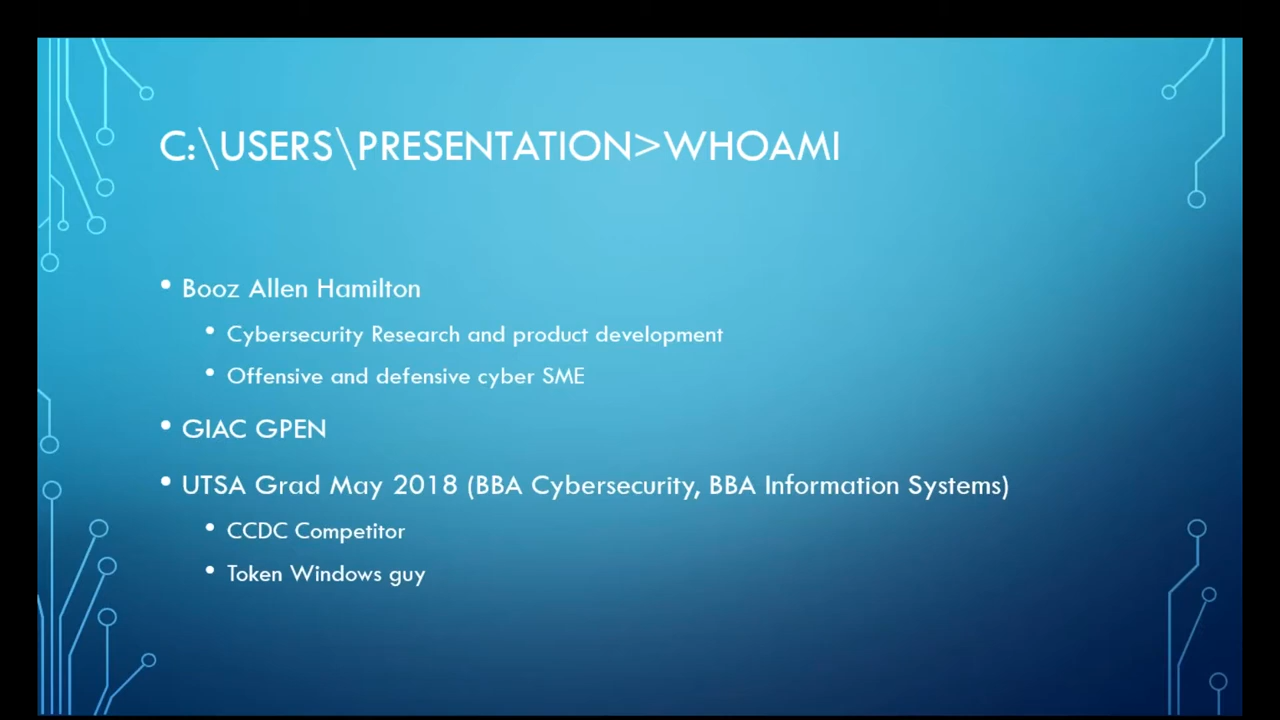 C:\USERS\PRESENTATION>WHOAMI
• Booz Allen Hamilton
• Cybersecurity Research and product development
• Offensive and defensive cyber SME
• GIAC GPEN
• UTSA Grad May 2018 (BBA Cybersecurity, BBA Information Systems)
• CCDC Competitor
• Token Windows guy